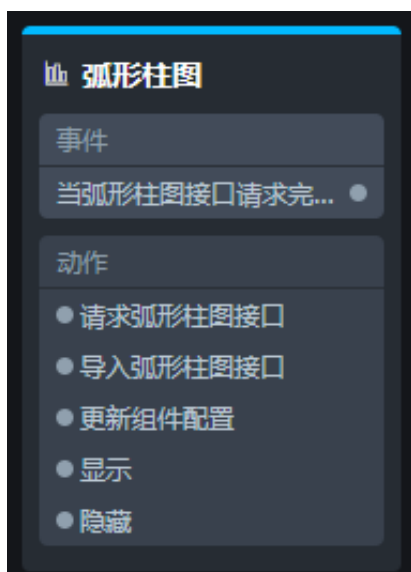 弧形柱图
事件
当弧形柱图接口请求完...
动作
请求弧形柱图接口
导入弧形柱图接口
更新组件配置
显示
隐藏